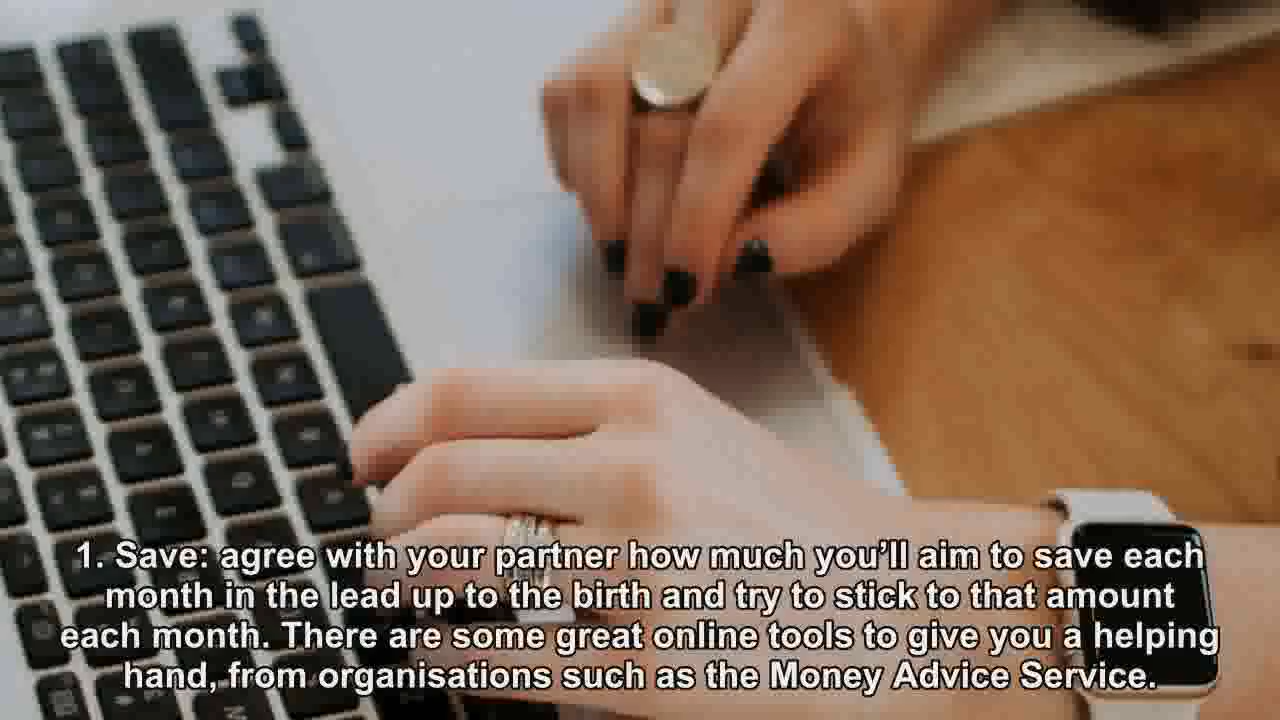 1. Save: agree with your partner how much you’ll aim to save each
month in the lead up to the birth and try to stick to that amount
each month. There are some great online tools to give you a helping
hand, from organisations such as the Money Advice Service.